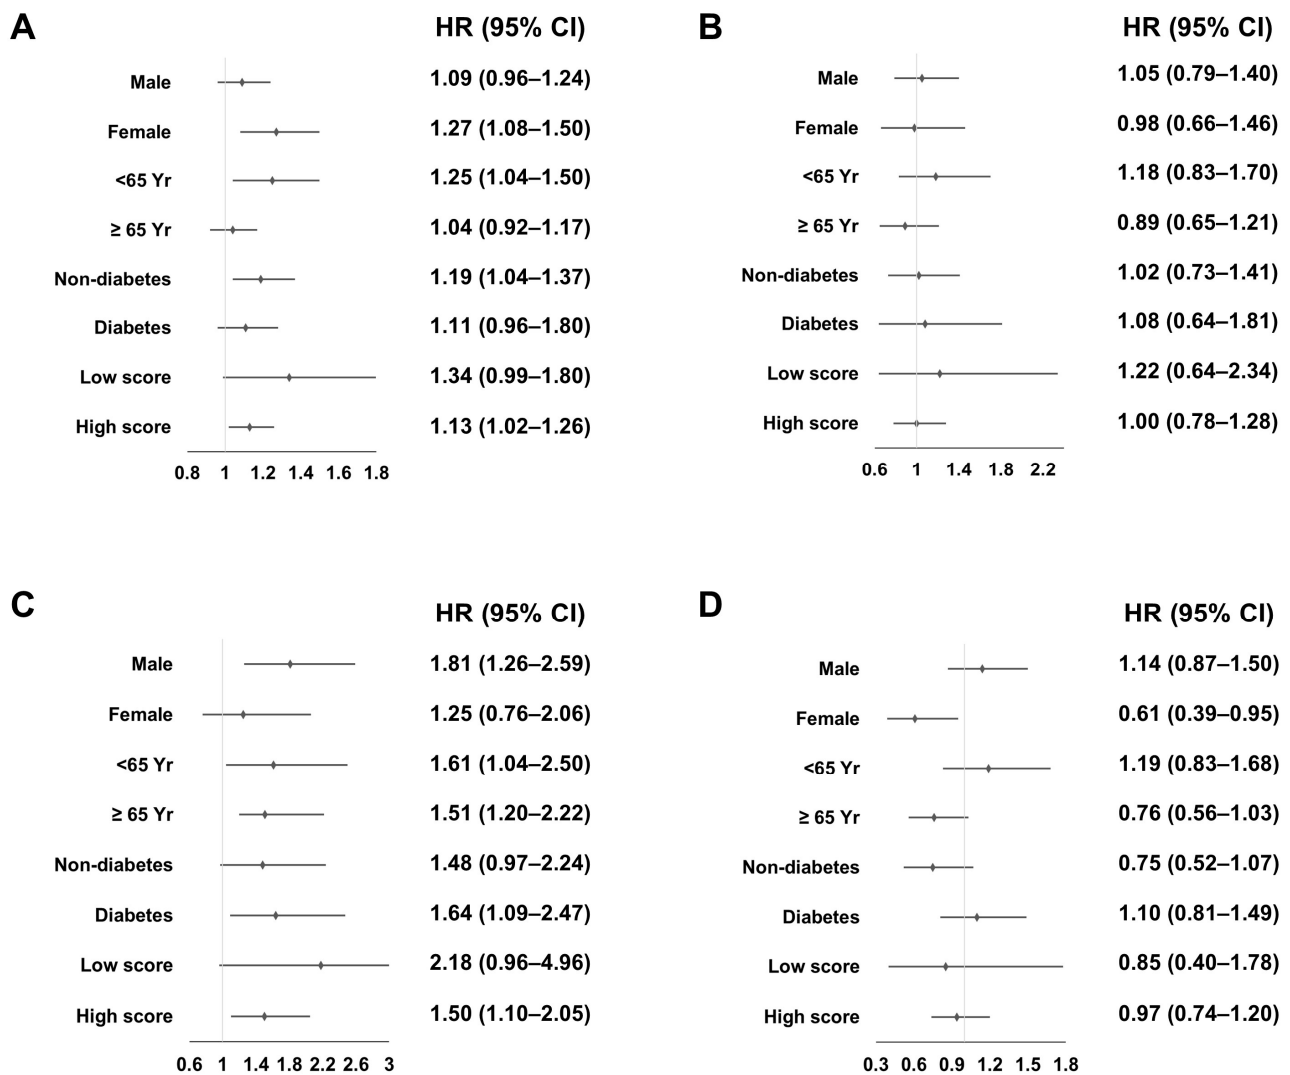 A
HR (95% CI)
Male 1.09 (0.96–1.24)
Female 1.27 (1.08–1.50)
<65 Yr 1.25 (1.04–1.50)
≥ 65 Yr 1.04 (0.92–1.17)
Non-diabetes 1.19 (1.04–1.37)
Diabetes 1.11 (0.96–1.80)
Low score 1.34 (0.99–1.80)
High score 1.13 (1.02–1.26)
0.8 1 1.2 1.4 1.6 1.8
B
HR (95% CI)
Male 1.05 (0.79–1.40)
Female 0.98 (0.66–1.46)
<65 Yr 1.18 (0.83–1.70)
≥ 65 Yr 0.89 (0.65–1.21)
Non-diabetes 1.02 (0.73–1.41)
Diabetes 1.08 (0.64–1.81)
Low score 1.22 (0.64–2.34)
High score 1.00 (0.78–1.28)
0.6 1 1.4 1.8 2.2
C
HR (95% CI)
Male 1.81 (1.26–2.59)
Female 1.25 (0.76–2.06)
<65 Yr 1.61 (1.04–2.50)
≥ 65 Yr 1.51 (1.20–2.22)
Non-diabetes 1.48 (0.97–2.24)
Diabetes 1.64 (1.09–2.47)
Low score 2.18 (0.96–4.96)
High score 1.50 (1.10–2.05)
0.6 1 1.4 1.8 2.2 2.6 3
D
HR (95% CI)
Male 1.14 (0.87–1.50)
Female 0.61 (0.39–0.95)
<65 Yr 1.19 (0.83–1.68)
≥ 65 Yr 0.76 (0.56–1.03)
Non-diabetes 0.75 (0.52–1.07)
Diabetes 1.10 (0.81–1.49)
Low score 0.85 (0.40–1.78)
High score 0.97 (0.74–1.20)
0.3 0.6 0.9 1.2 1.5 1.8